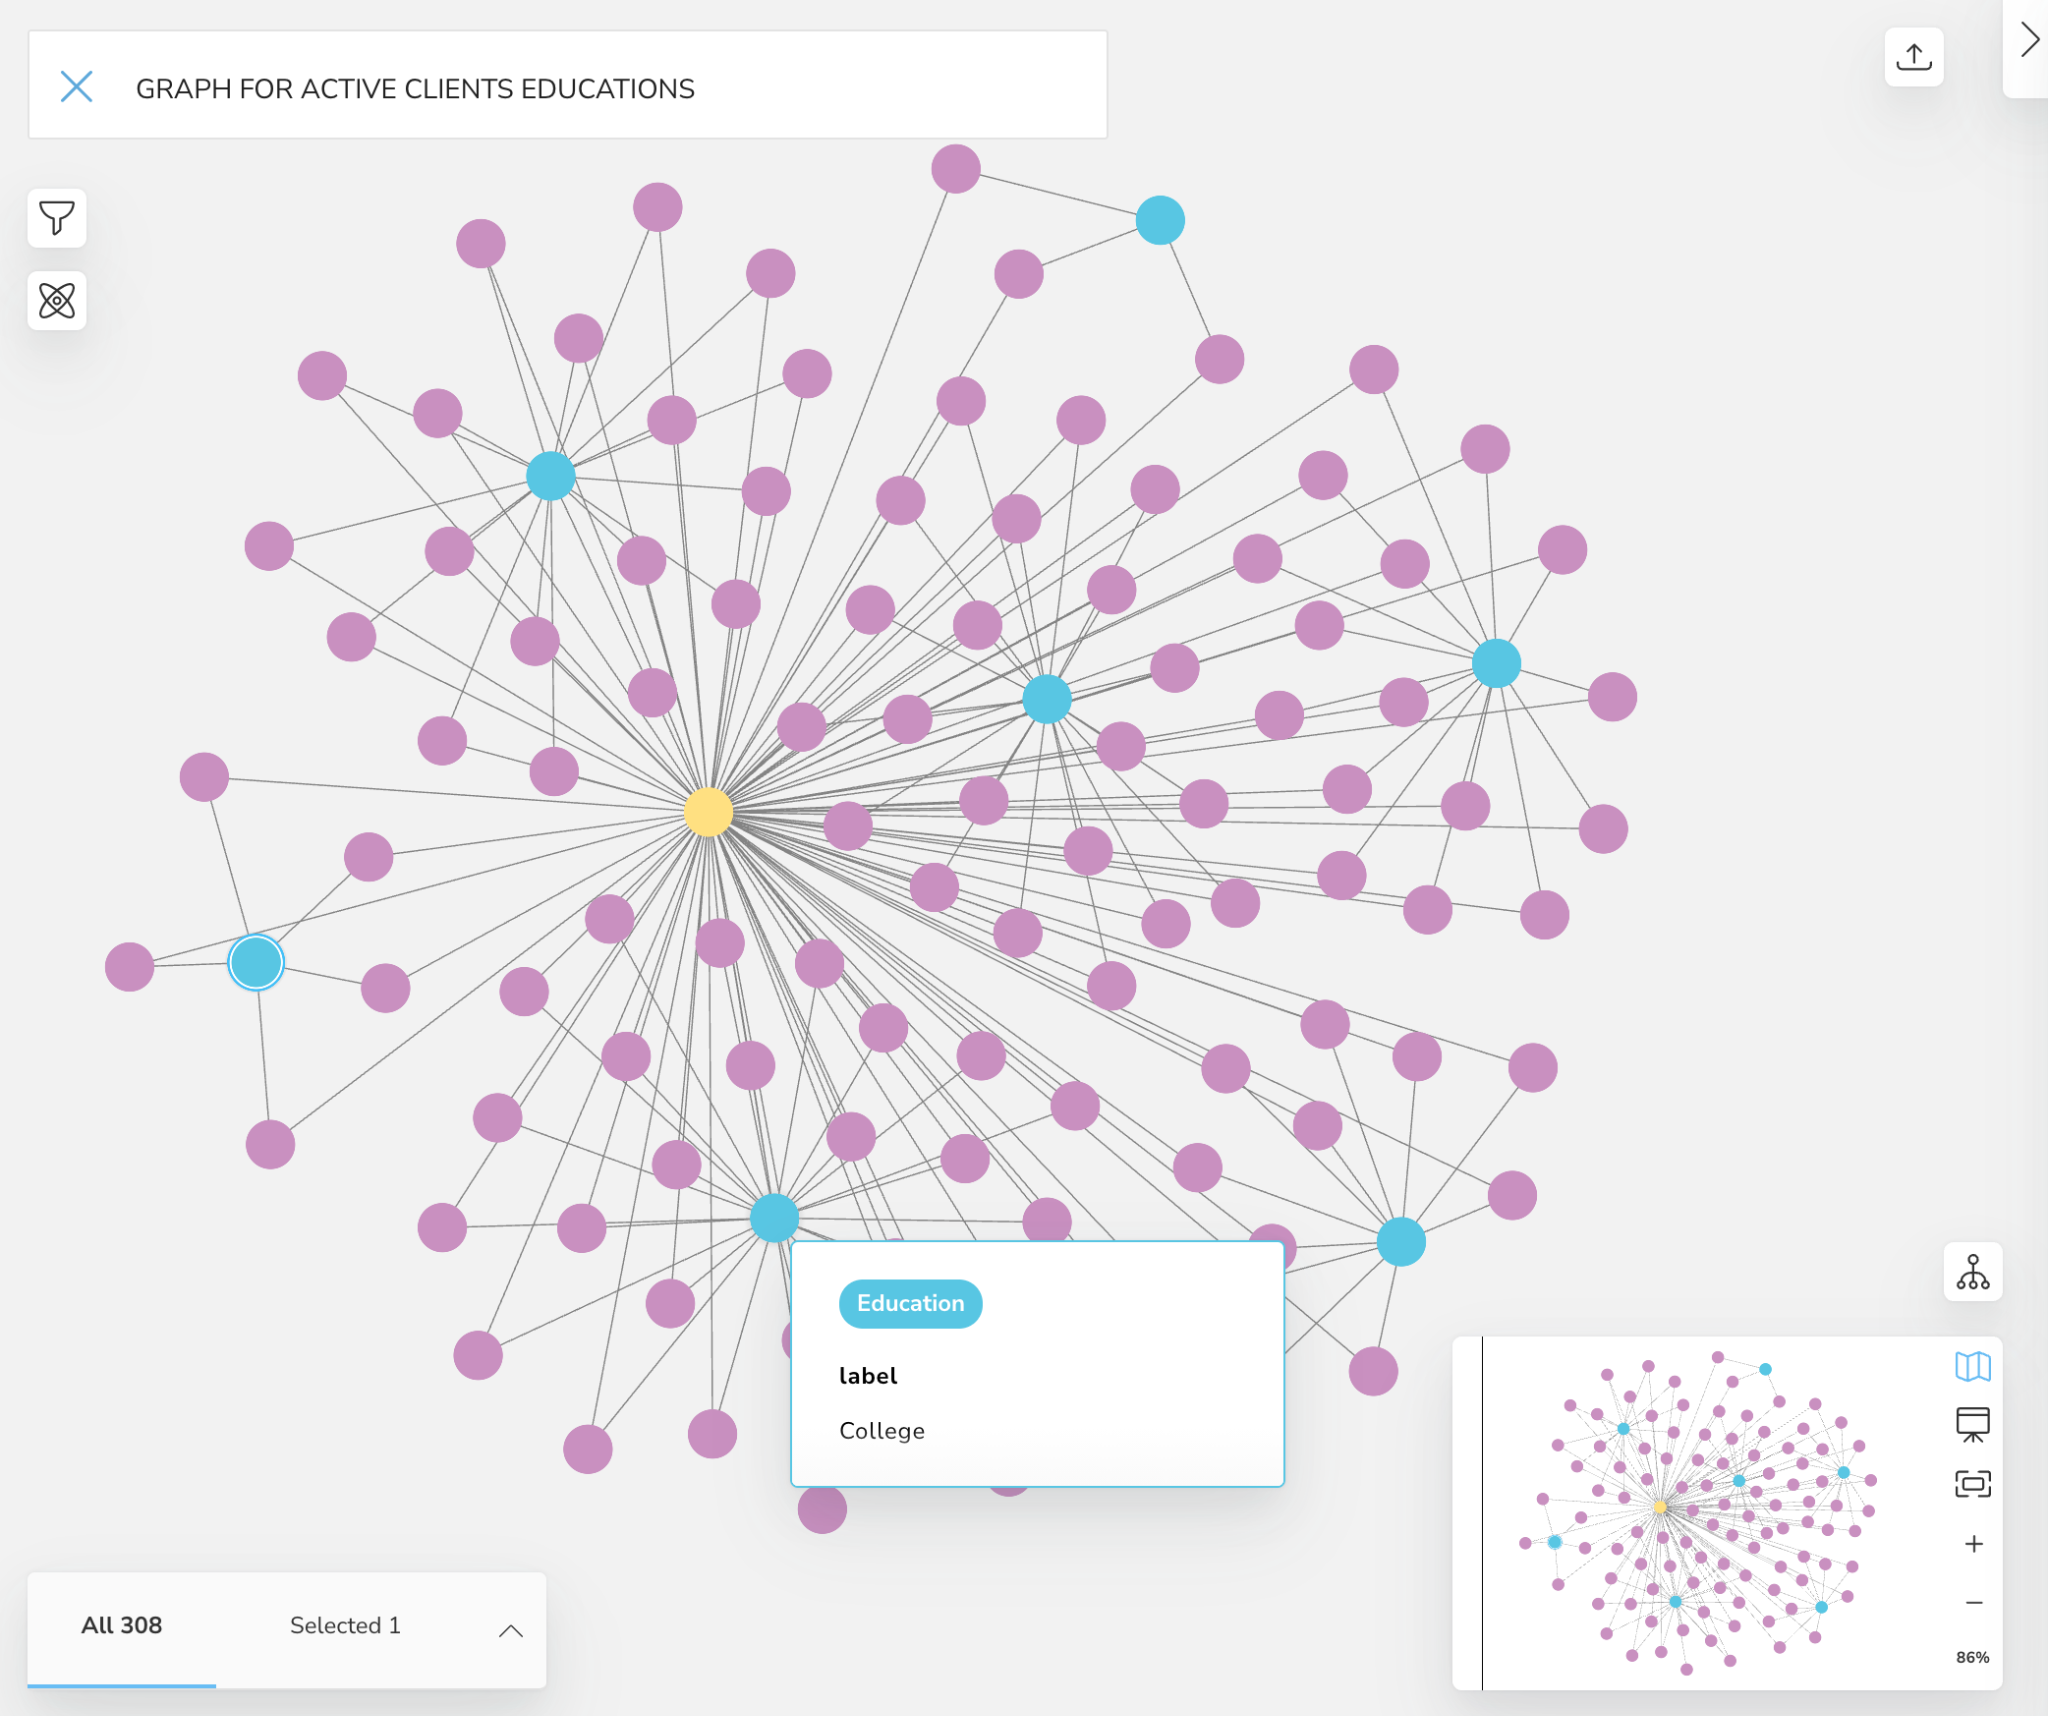 GRAPH FOR ACTIVE CLIENTS EDUCATIONS
Education
label
College
All 308
Selected 1
86%